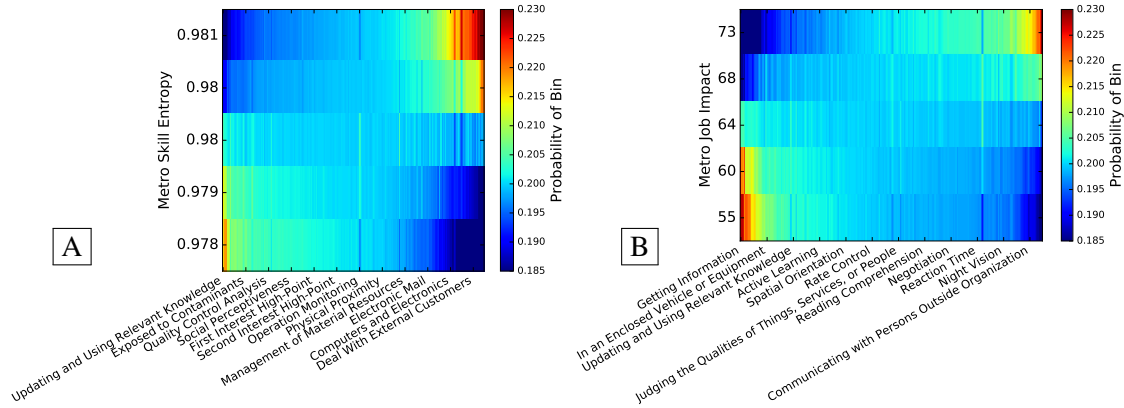 0.981
0.98
0.98
0.979
0.978
Metro Skill Entropy
Updating and Using Relevant Knowledge
Exposed to Contaminants
Quality Control Analysis
Social Perceptiveness
First Interest High-Point
Second Interest High-Point
Operation Monitoring
Physical Proximity
Management of Material Resources
Electronic Mail
Computers and Electronics
Deal With External Customers
0.230
0.225
0.220
0.215
0.210
0.205
0.200
0.195
0.190
0.185
Probability of Bin
A
73
68
64
60
55
Metro Job Impact
Getting Information
In an Enclosed Vehicle or Equipment
Updating and Using Relevant Knowledge
Active Learning
Spatial Orientation
Rate Control
Judging the Qualities of Things, Services, or People
Reading Comprehension
Negotiation
Reaction Time
Night Vision
Communicating with Persons Outside Organization
0.230
0.225
0.220
0.215
0.210
0.205
0.200
0.195
0.190
0.185
Probability of Bin
B